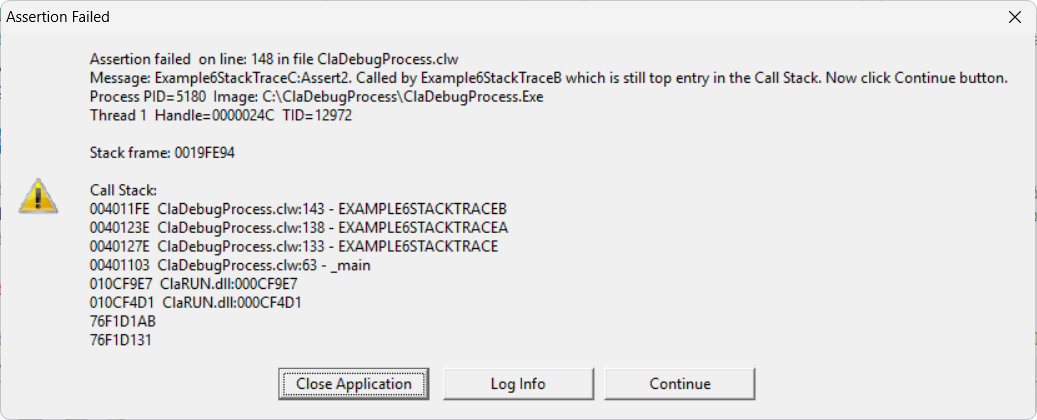 Assertion Failed
Assertion failed  on line: 148 in file ClaDebugProcess.clw
Message: Example6StackTraceC:Assert2. Called by Example6StackTraceB which is still top entry in the Call Stack. Now click Continue button.
Process PID=5180  Image: C:\ClaDebugProcess\ClaDebugProcess.Exe
Thread 1  Handle=0000024C  TID=12972
Stack frame: 0019FE94
Call Stack:
004011FE  ClaDebugProcess.clw:143 - EXAMPLE6STACKTRACEB
0040123E  ClaDebugProcess.clw:138 - EXAMPLE6STACKTRACEA
0040127E  ClaDebugProcess.clw:133 - EXAMPLE6STACKTRACE
00401103  ClaDebugProcess.clw:63 - _main
010CF9E7  ClaRUN.dll:000CF9E7
010CF4D1  ClaRUN.dll:000CF4D1
76F1D1AB
76F1D131
Close Application  Log Info  Continue